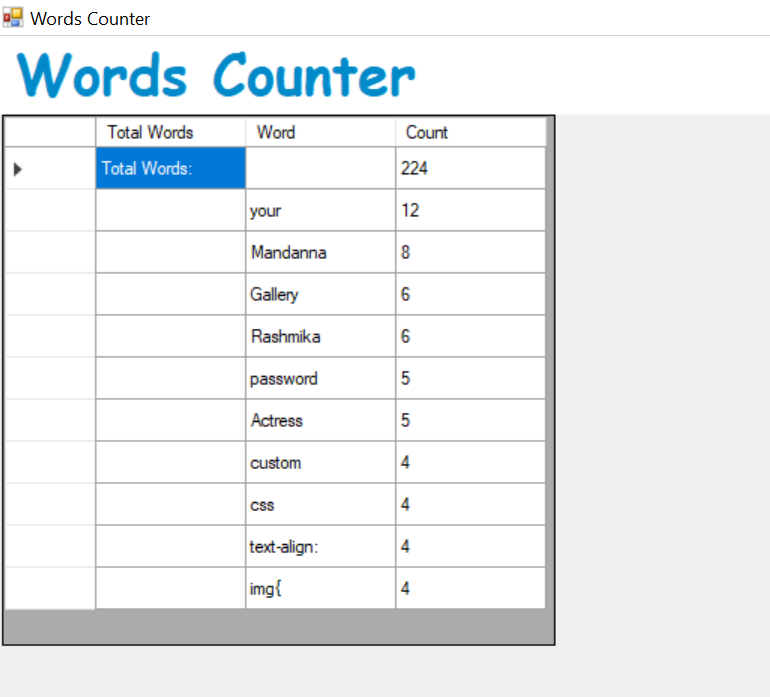 Words Counter
Words Counter
Total Words Word Count
Total Words: 224
your 12
Mandanna 8
Gallery 6
Rashmika 6
password 5
Actress 5
custom 4
css 4
text-align: 4
img{ 4